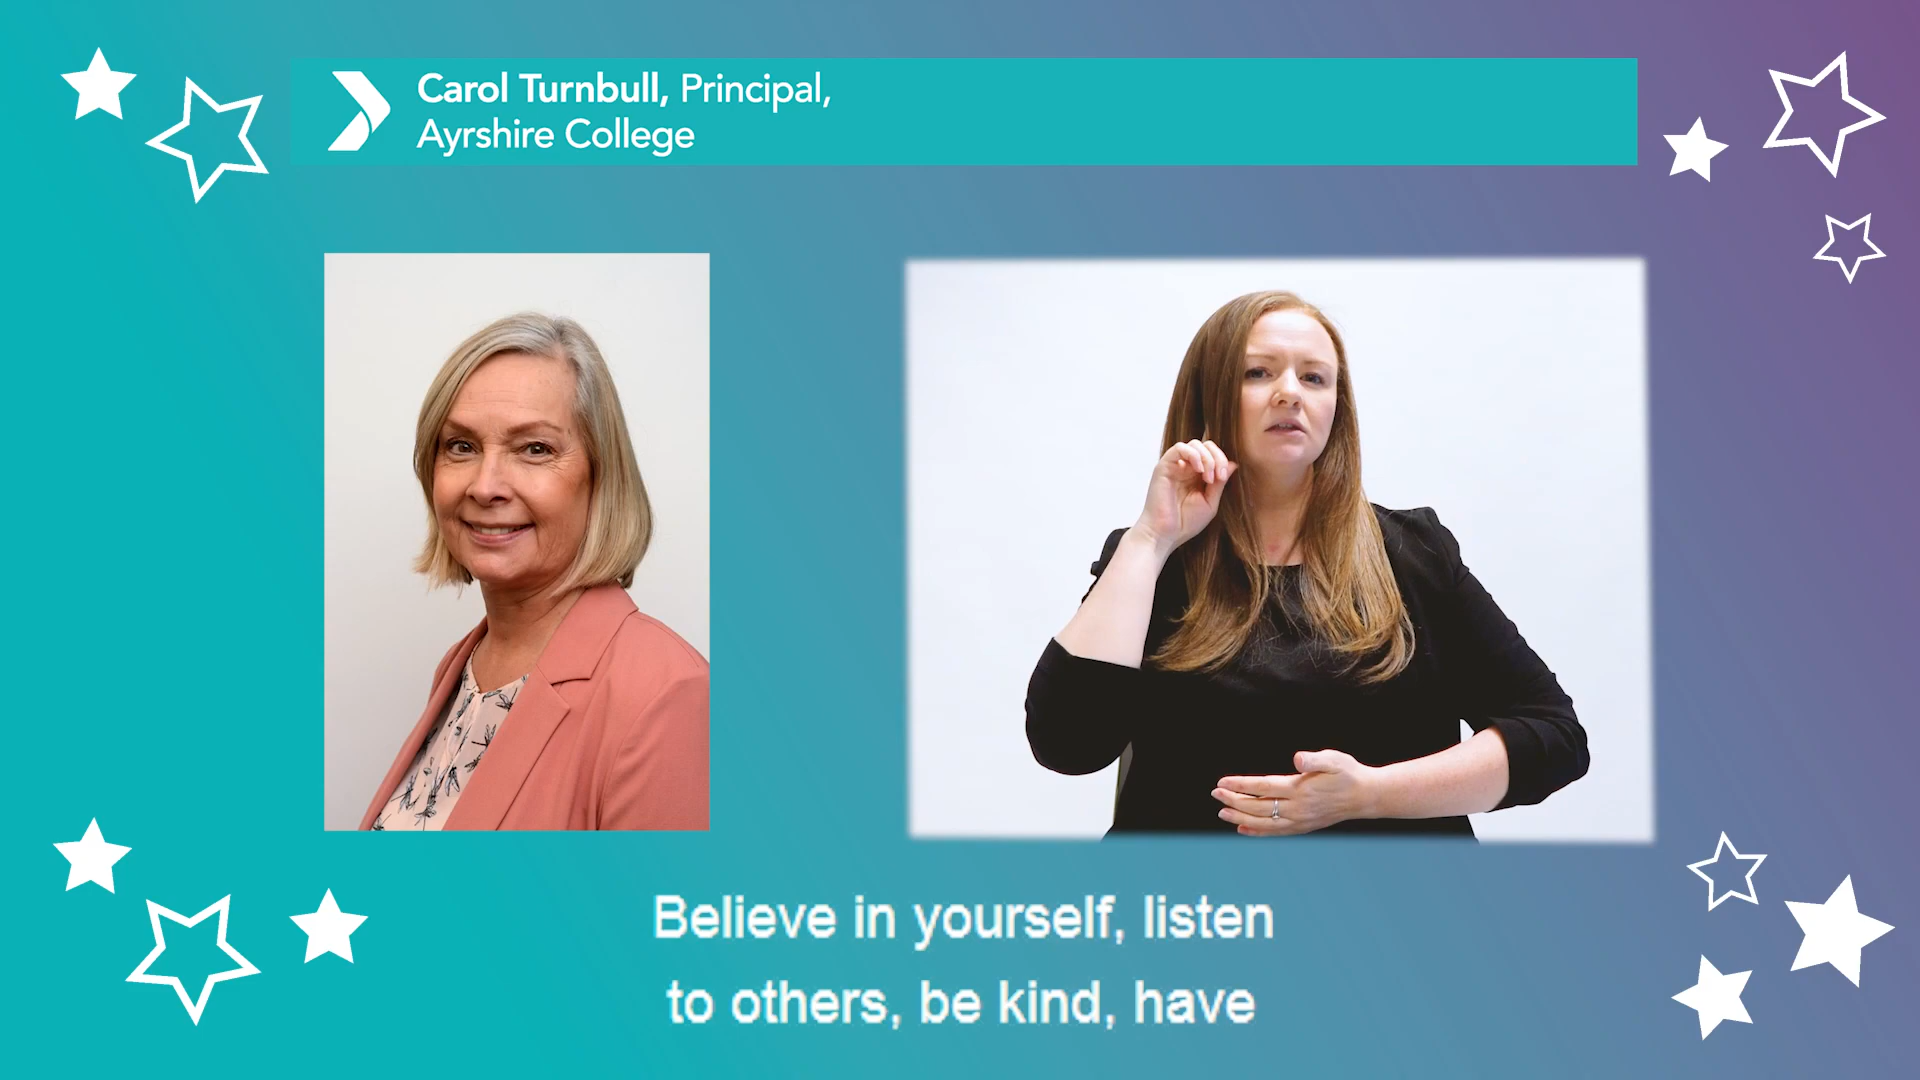 Carol Turnbull, Principal,
Ayrshire College
Believe in yourself, listen
to others, be kind, have